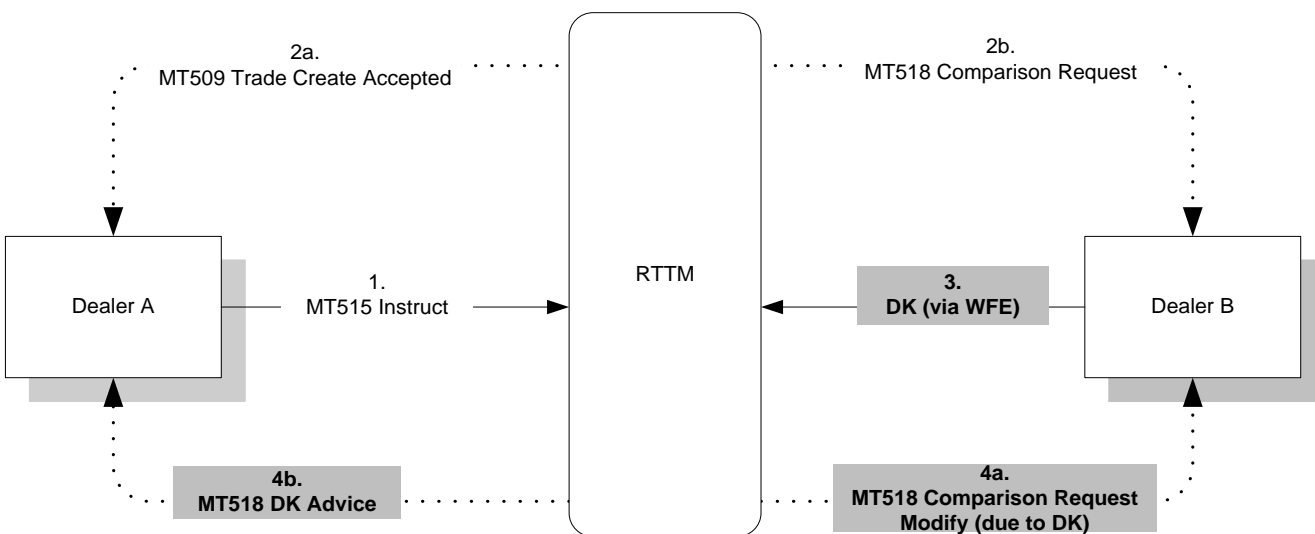 2a.
MT509 Trade Create Accepted
2b.
MT518 Comparison Request
Dealer A
1.
MT515 Instruct
RTTM
3.
DK (via WFE)
Dealer B
4b.
MT518 DK Advice
4a.
MT518 Comparison Request
Modify (due to DK)